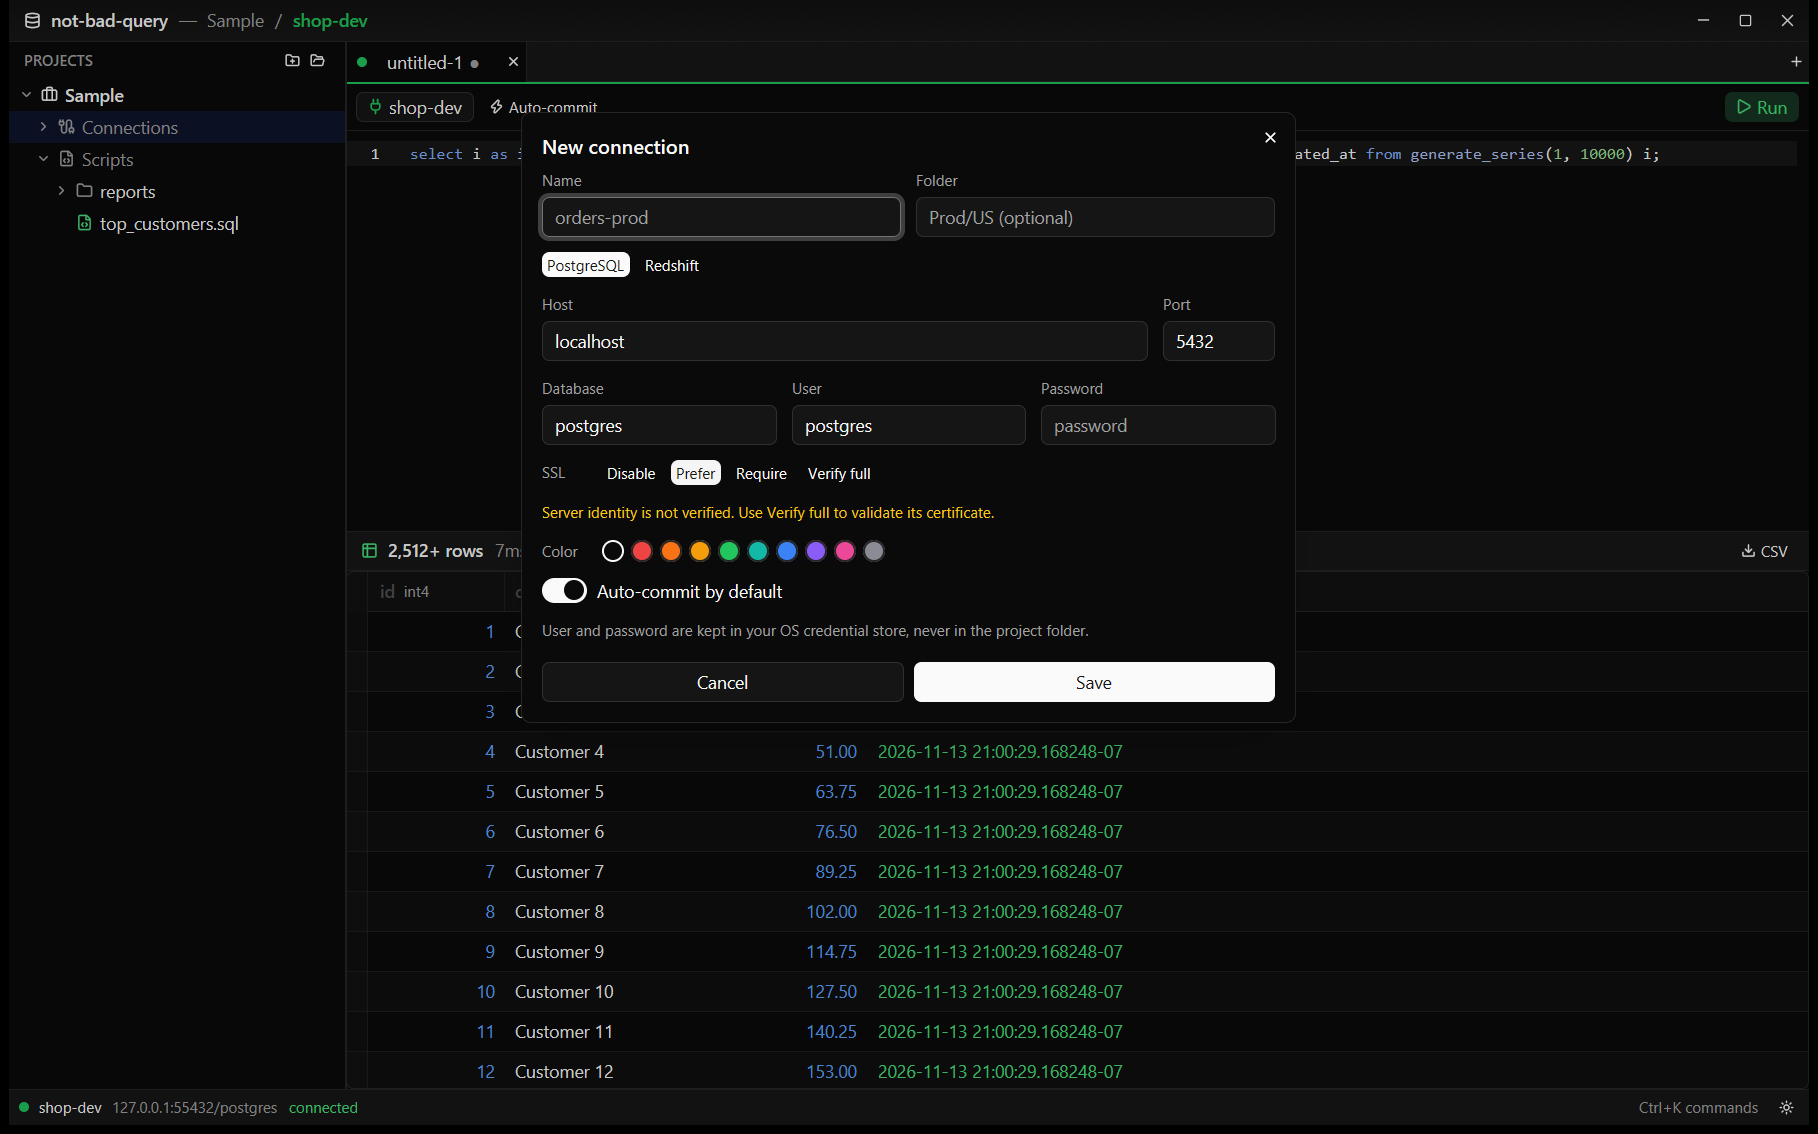 not-bad-query — Sample / shop-dev
PROJECTS
Sample
Connections
Scripts
reports
top_customers.sql
untitled-1
shop-dev
Auto-commit
Run
1 select i as
ated_at from generate_series(1, 10000) i;
New connection
Name
Folder
orders-prod
Prod/US (optional)
PostgreSQL
Redshift
Host
Port
localhost
5432
Database
User
Password
postgres
postgres
password
SSL
Disable
Prefer
Require
Verify full
Server identity is not verified. Use Verify full to validate its certificate.
Color
Auto-commit by default
User and password are kept in your OS credential store, never in the project folder.
Cancel
Save
2,512+ rows
CSV
id int4
1
2
3
4 Customer 4 51.00 2026-11-13 21:00:29.168248-07
5 Customer 5 63.75 2026-11-13 21:00:29.168248-07
6 Customer 6 76.50 2026-11-13 21:00:29.168248-07
7 Customer 7 89.25 2026-11-13 21:00:29.168248-07
8 Customer 8 102.00 2026-11-13 21:00:29.168248-07
9 Customer 9 114.75 2026-11-13 21:00:29.168248-07
10 Customer 10 127.50 2026-11-13 21:00:29.168248-07
11 Customer 11 140.25 2026-11-13 21:00:29.168248-07
12 Customer 12 153.00 2026-11-13 21:00:29.168248-07
shop-dev 127.0.0.1:55432/postgres connected
Ctrl+K commands